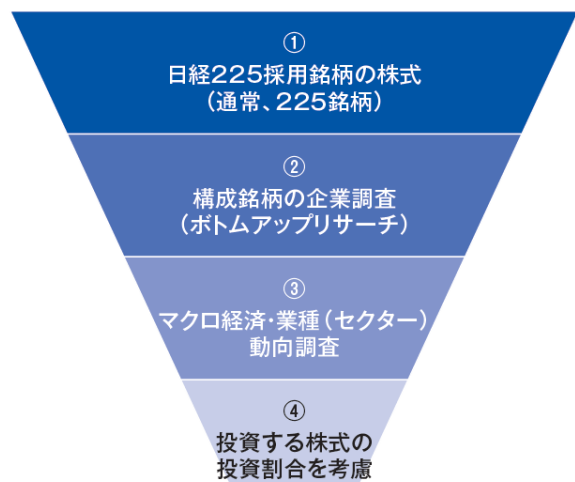 ①
日経225採用銘柄の株式
（通常、225銘柄）
②
構成銘柄の企業調査
（ボトムアップリサーチ）
③
マクロ経済・業種（セクター）
動向調査
④
投資する株式の
投資割合を考慮